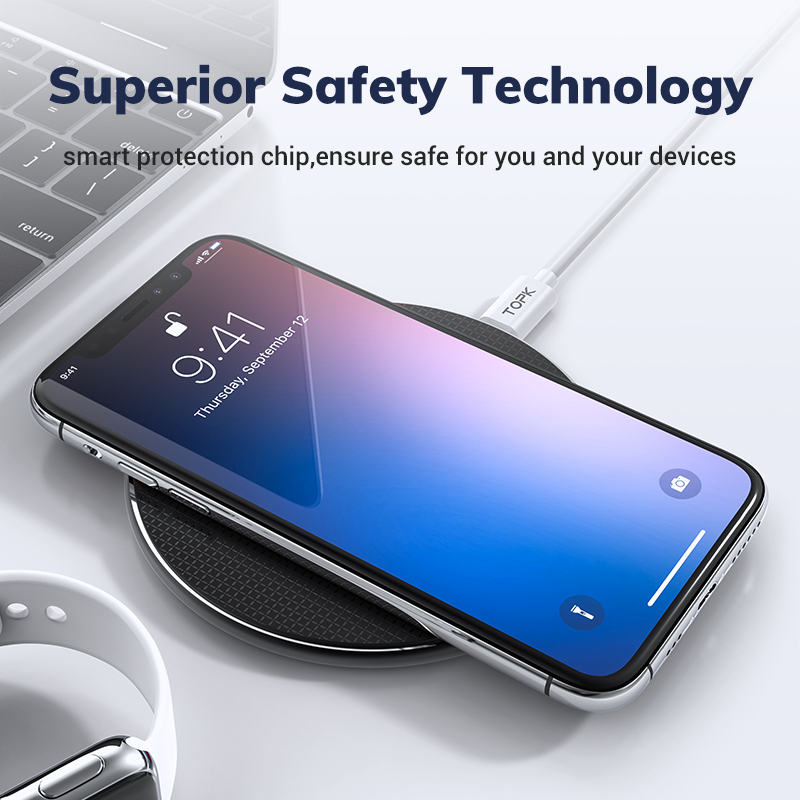 Superior Safety Technology
smart protection chip,ensure safe for you and your devices
delete
return
TOPK
9:41
9:41
Thursday, September 12